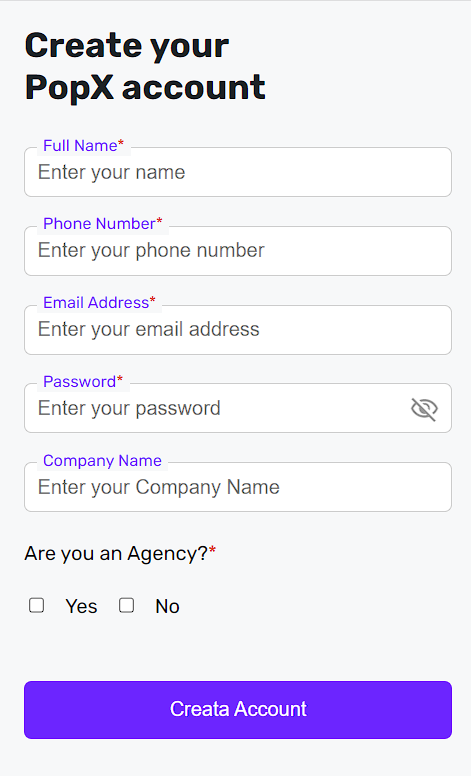 Create your
PopX account
Full Name*
Enter your name
Phone Number*
Enter your phone number
Email Address*
Enter your email address
Password*
Enter your password
Company Name
Enter your Company Name
Are you an Agency?*
Yes No
Creata Account